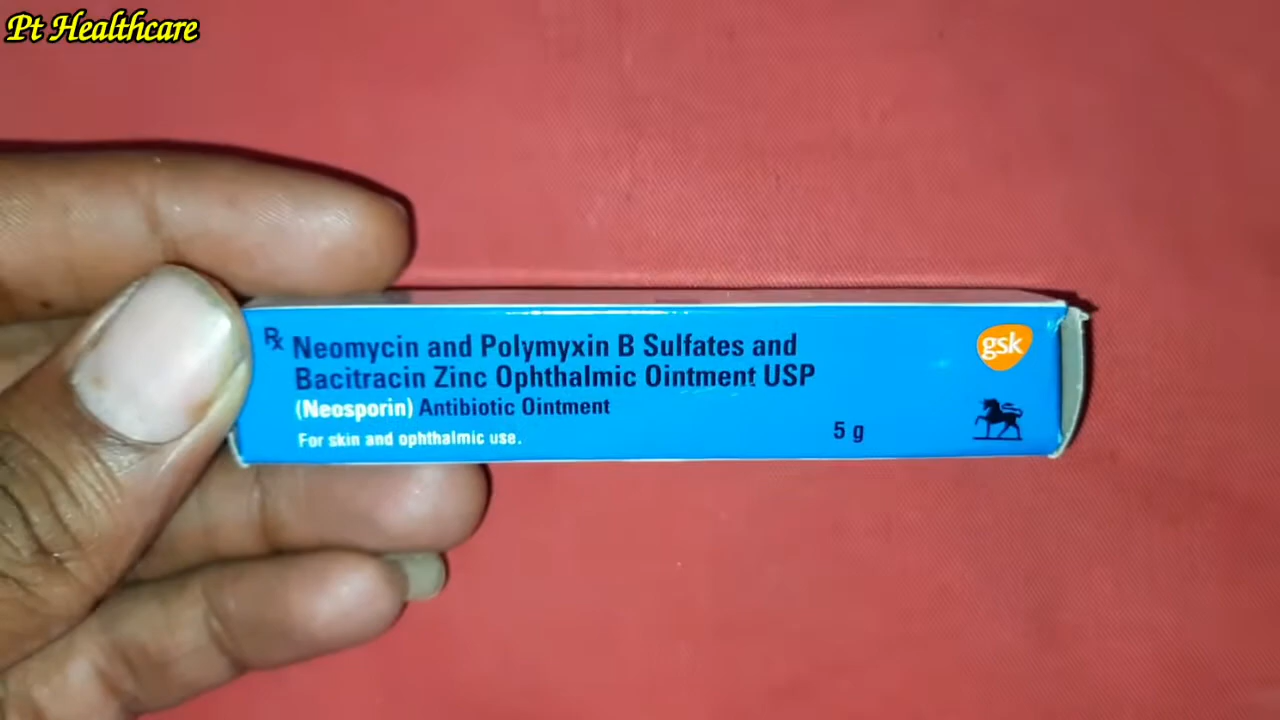 Pt Healthcare
Rx Neomycin and Polymyxin B Sulfates and
Bacitracin Zinc Ophthalmic Ointment USP
(Neosporin) Antibiotic Ointment
For skin and ophthalmic use.
5 g
gsk